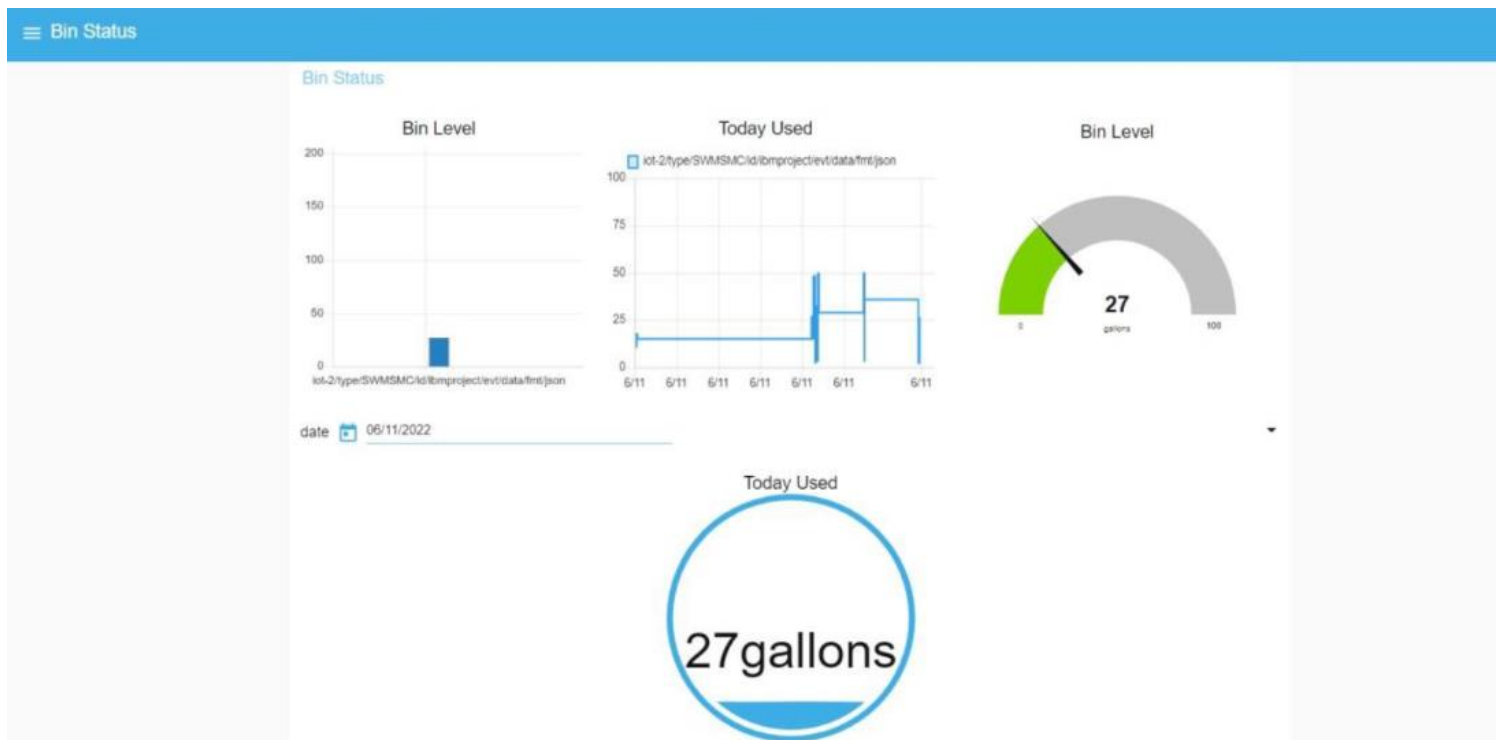 Bin Status
Bin Status
Bin Level
200
150
100
50
0
iot-2/type/SWMSMC/id/ibmproject/evt/data/fmt/json
Today Used
iot-2/type/SWMSMC/id/ibmproject/evt/data/fmt/json
100
75
50
25
0
6/11 6/11 6/11 6/11 6/11 6/11 6/11
Bin Level
27
0 gallons 100
date 06/11/2022
Today Used
27gallons